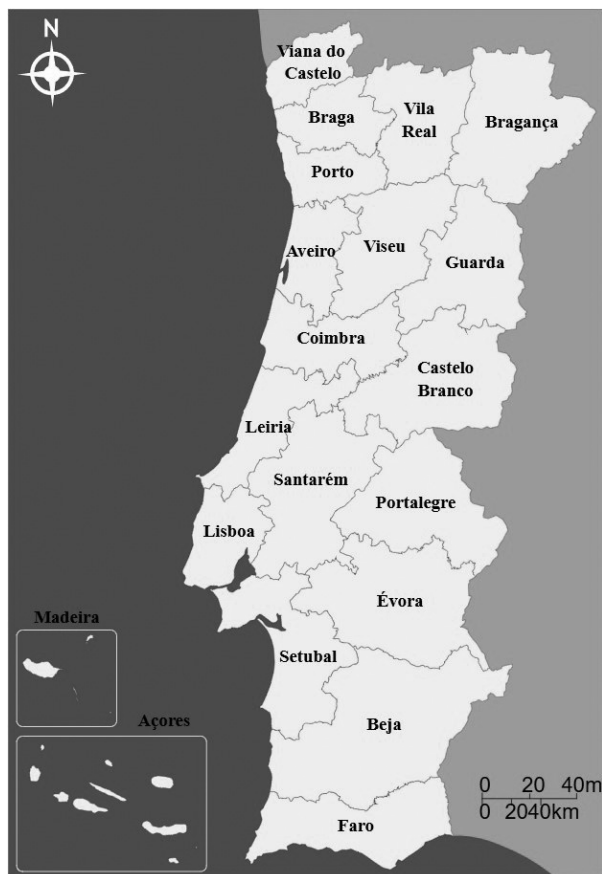 N
Viana do
Castelo
Braga
Vila
Real
Bragança
Porto
Aveiro
Viseu
Guarda
Coimbra
Castelo
Branco
Leiria
Santarém
Portalegre
Lisboa
Évora
Madeira
Setubal
Açores
Beja
0 20 40m
0 2040km
Faro